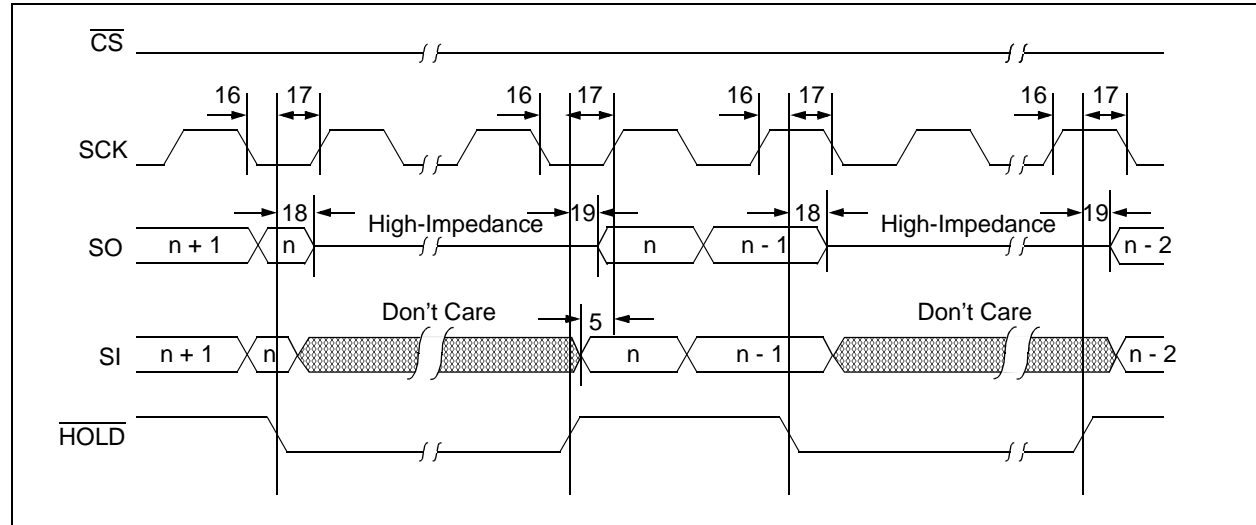 CS
16 17 16 17 16 17 16 17
SCK
18 High-Impedance 19 18 High-Impedance 19
SO n + 1 n n n - 1 n - 2
Don't Care 5 Don't Care
SI n + 1 n n n - 1 n - 2
HOLD